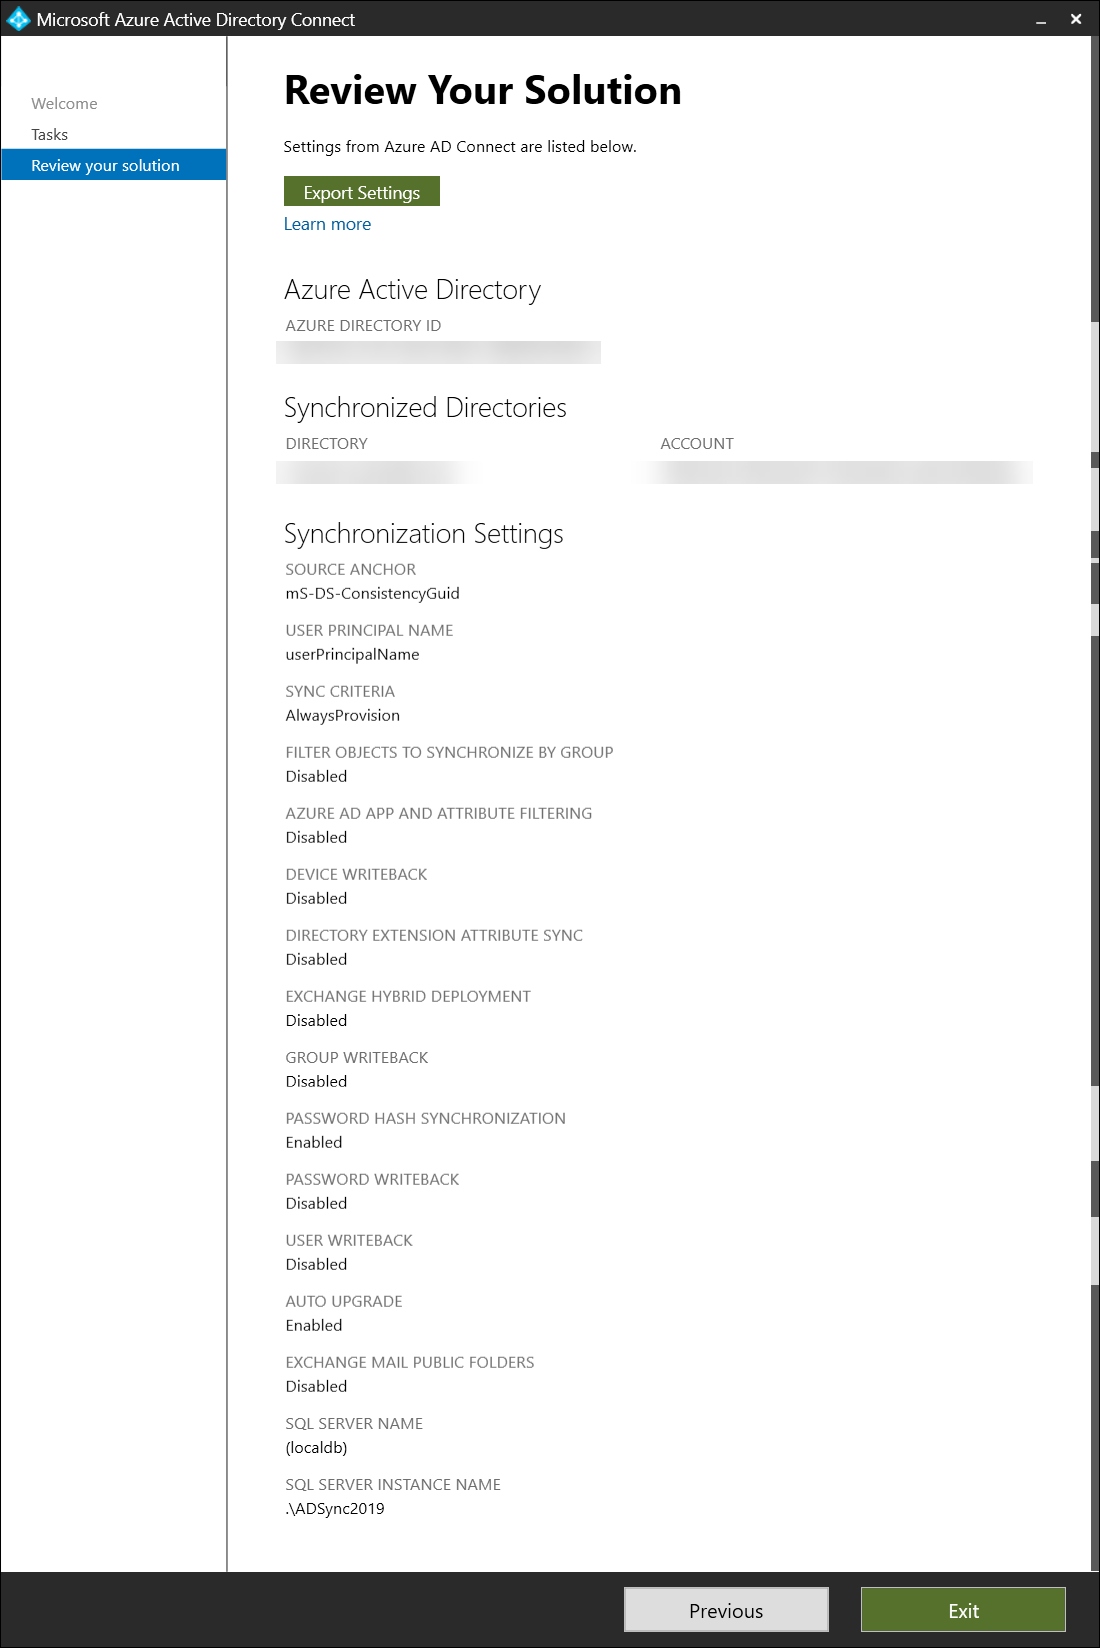 Microsoft Azure Active Directory Connect
Welcome
Tasks
Review your solution
Review Your Solution
Settings from Azure AD Connect are listed below.
Export Settings
Learn more
Azure Active Directory
AZURE DIRECTORY ID
Synchronized Directories
DIRECTORY ACCOUNT
Synchronization Settings
SOURCE ANCHOR
mS-DS-ConsistencyGuid
USER PRINCIPAL NAME
userPrincipalName
SYNC CRITERIA
AlwaysProvision
FILTER OBJECTS TO SYNCHRONIZE BY GROUP
Disabled
AZURE AD APP AND ATTRIBUTE FILTERING
Disabled
DEVICE WRITEBACK
Disabled
DIRECTORY EXTENSION ATTRIBUTE SYNC
Disabled
EXCHANGE HYBRID DEPLOYMENT
Disabled
GROUP WRITEBACK
Disabled
PASSWORD HASH SYNCHRONIZATION
Enabled
PASSWORD WRITEBACK
Disabled
USER WRITEBACK
Disabled
AUTO UPGRADE
Enabled
EXCHANGE MAIL PUBLIC FOLDERS
Disabled
SQL SERVER NAME
(localdb)
SQL SERVER INSTANCE NAME
.\ADSync2019
Previous
Exit